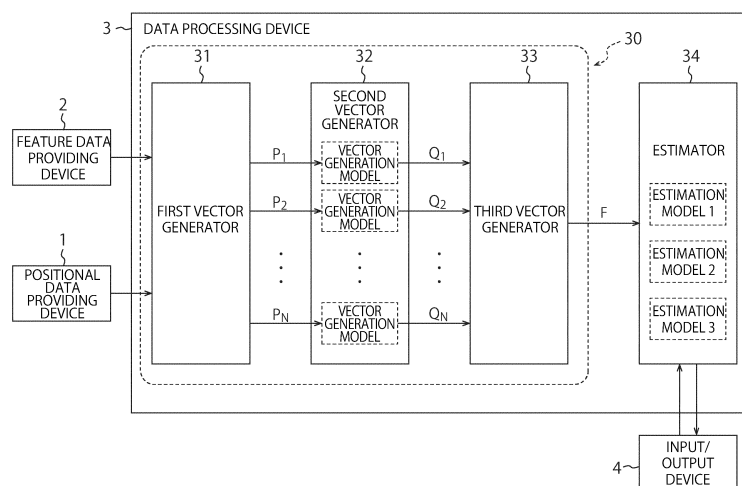 3
DATA PROCESSING DEVICE
30
31
32
33
34
2
FEATURE DATA
PROVIDING
DEVICE
1
POSITIONAL DATA
PROVIDING
DEVICE
FIRST VECTOR
GENERATOR
P1
P2
PN
SECOND
VECTOR
GENERATOR
VECTOR
GENERATION
MODEL
VECTOR
GENERATION
MODEL
VECTOR
GENERATION
MODEL
Q1
Q2
QN
THIRD VECTOR
GENERATOR
F
ESTIMATOR
ESTIMATION
MODEL 1
ESTIMATION
MODEL 2
ESTIMATION
MODEL 3
4
INPUT/
OUTPUT
DEVICE